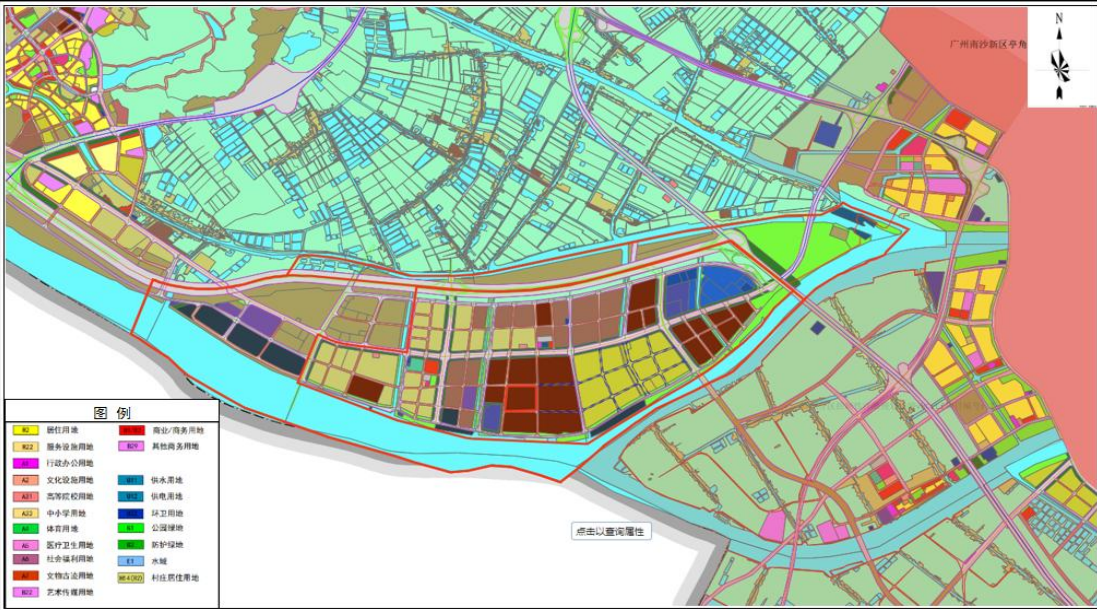 广州南沙新区亭角
N
图 例
R2 居住用地
R22 服务设施用地
行政办公用地
A2 文化设施用地
A31 高等院校用地
A33 中小学用地
A4 体育用地
A5 医疗卫生用地
A6 社会福利用地
A7 文物古迹用地
B22 艺术传媒用地
商业/商务用地
B29 其他商务用地
U11 供水用地
U12 供电用地
环卫用地
G1 公园绿地
G2 防护绿地
E1 水域
村庄居住用地
点击以查询属性